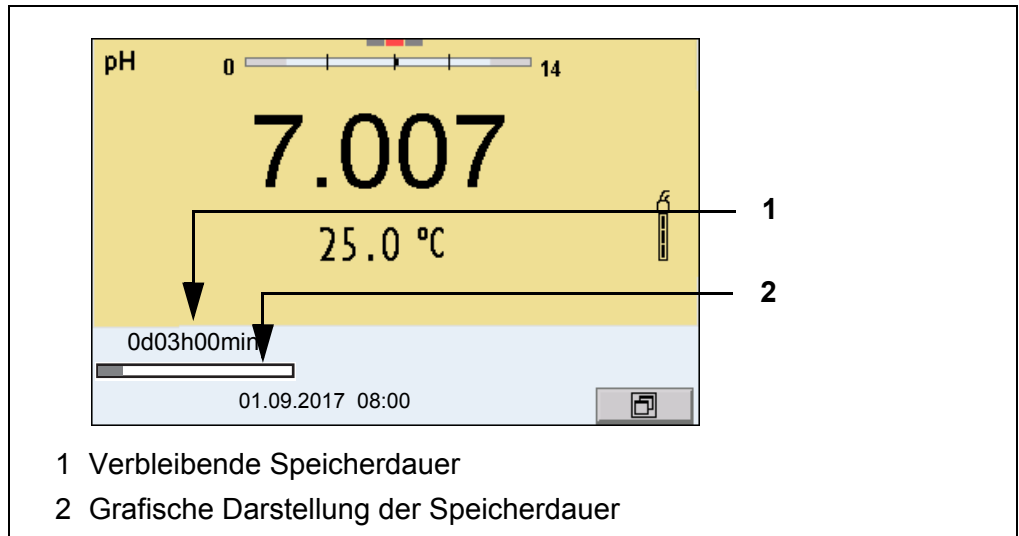 pH 0 14
7.007
1
25.0 °C
2
0d03h00min
01.09.2017 08:00
1 Verbleibende Speicherdauer
2 Grafische Darstellung der Speicherdauer